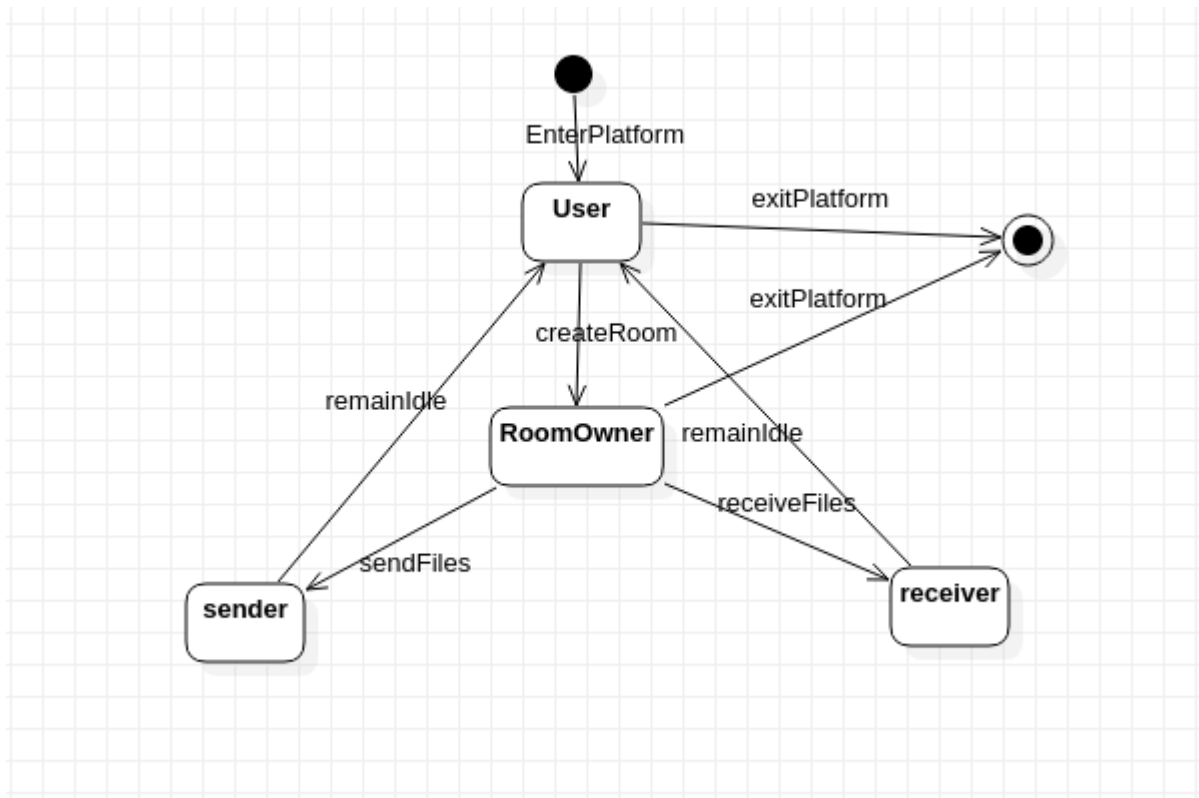 EnterPlatform
User
exitPlatform
exitPlatform
createRoom
remainIdle
RoomOwner
remainIdle
receiveFiles
sendFiles
receiver
sender